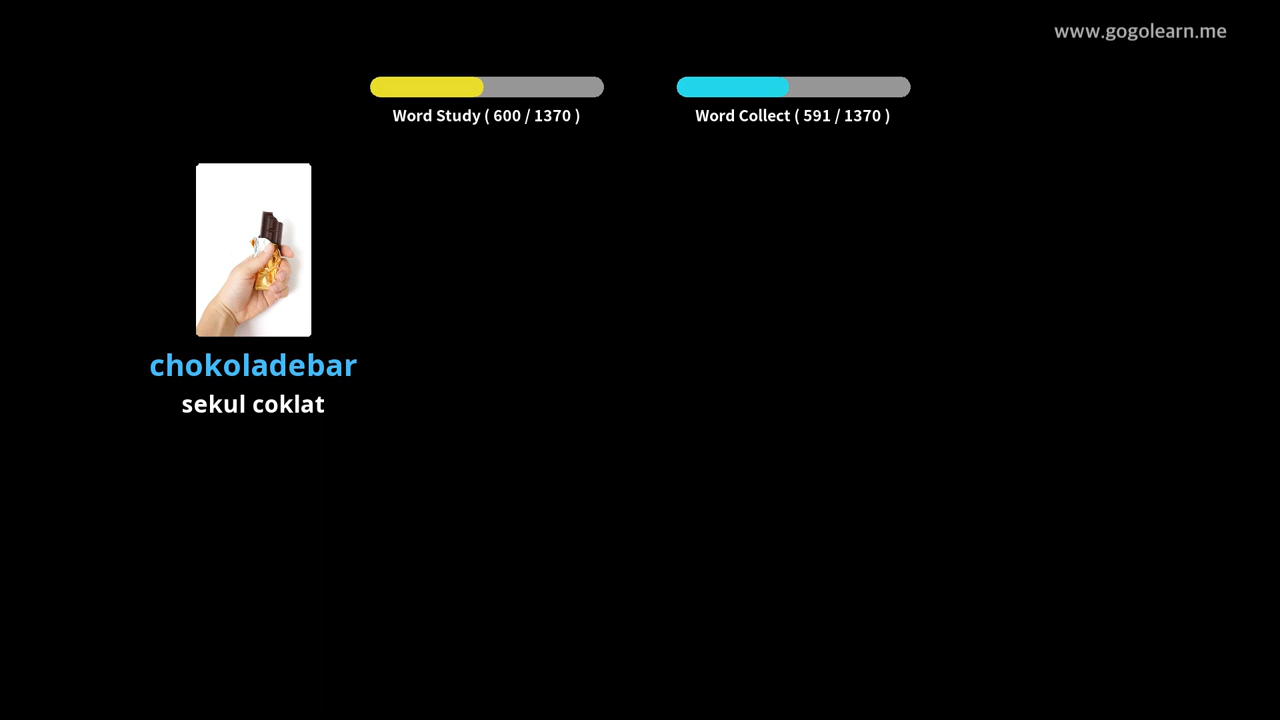 www.gogolearn.me
Word Study ( 600 / 1370 )
Word Collect ( 591 / 1370 )
chokoladebar
sekul coklat